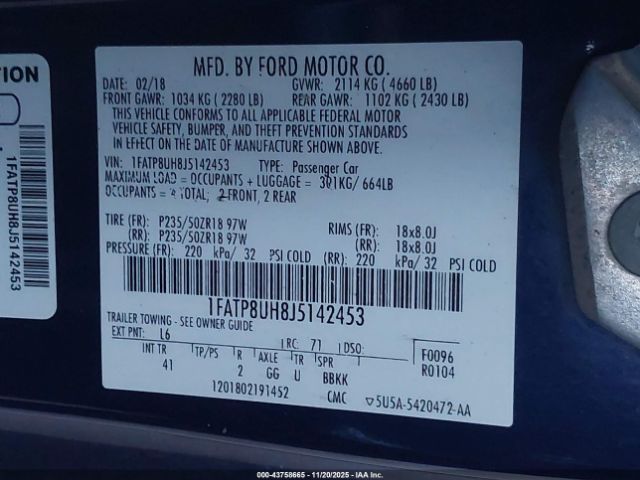 TION
1FATP8UH8J5142453
MFD. BY FORD MOTOR CO.
DATE: 02/18 GVWR: 2114 KG ( 4660 LB)
FRONT GAWR: 1034 KG ( 2280 LB) REAR GAWR: 1102 KG ( 2430 LB)
THIS VEHICLE CONFORMS TO ALL APPLICABLE FEDERAL MOTOR
VEHICLE SAFETY, BUMPER, AND THEFT PREVENTION STANDARDS
IN EFFECT ON THE DATE OF MANUFACTURE SHOWN ABOVE.
VIN: 1FATP8UH8J5142453 TYPE: Passenger Car
MAXIMUM LOAD = OCCUPANTS + LUGGAGE = 301KG/ 664LB
OCCUPANTS = 4 TOTAL; 2 FRONT, 2 REAR
TIRE (FR): P235/50ZR18 97W RIMS (FR): 18x8.0J
(RR): P235/50ZR18 97W (RR): 18x8.0J
PRESSURE (FR): 220 kPa/ 32 PSI COLD (RR): 220 kPa/ 32 PSI COLD
1FATP8UH8J5142453
TRAILER TOWING - SEE OWNER GUIDE
EXT PNT: L6 RC: 71 DSO: F0096
INT TR TP/PS R AXLE TR SPR R0104
41 2 GG U BBKK
1201802191452 CMC 5U5A-5420472-AA
00-43758665 - 11/20/2025 - IAA Inc.